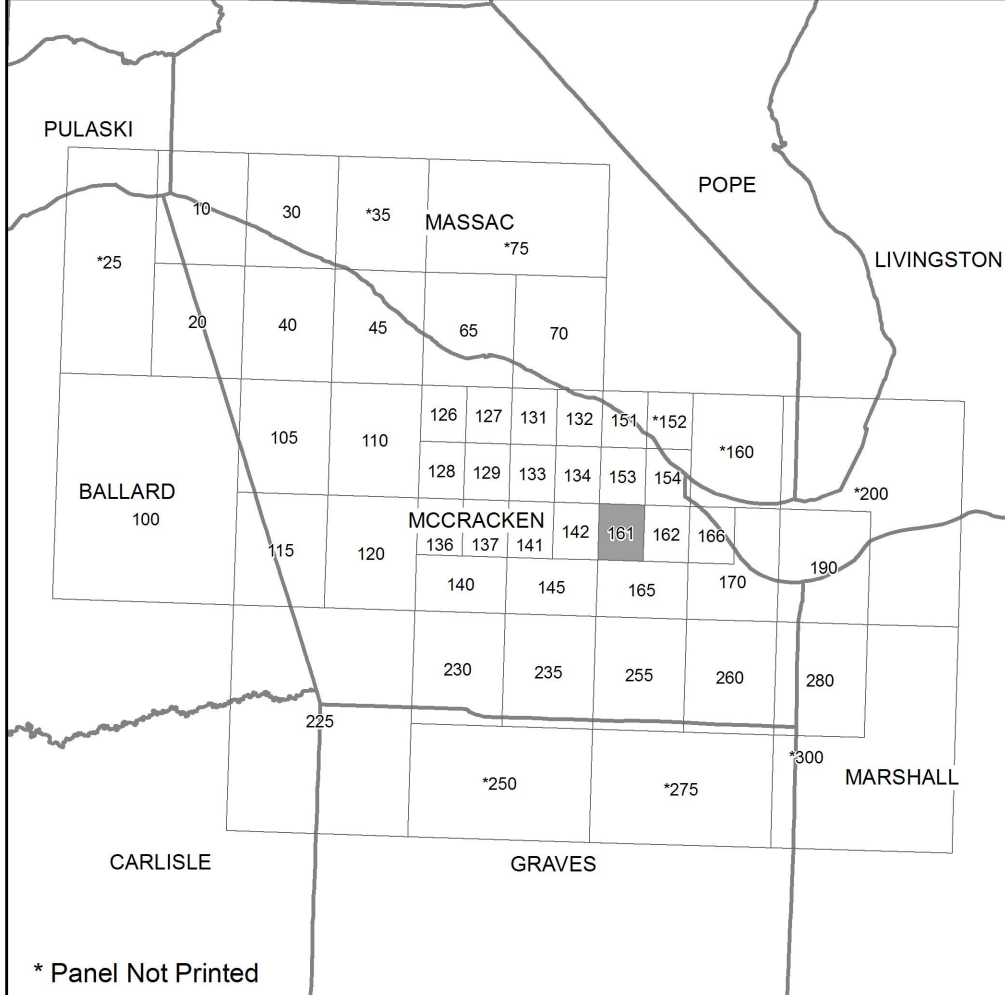 PULASKI
POPE
10 30 *35 MASSAC
*75
*25
LIVINGSTON
20 40 45 65 70
126 127 131 132 151 *152
105 110
*160
128 129 133 134 153 154
BALLARD
*200
100
MCCRACKEN
142 161 162 166
136 137 141
115 120
190
140 145 165 170
230 235 255 260 280
225
*300
*250 *275
MARSHALL
CARLISLE GRAVES
* Panel Not Printed